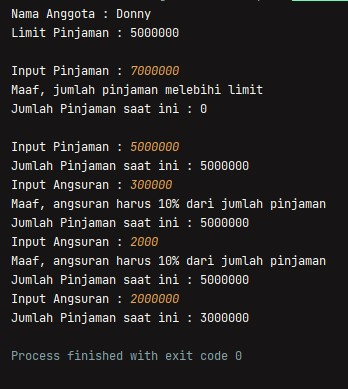 Nama Anggota : Donny
Limit Pinjaman : 5000000
Input Pinjaman : 7000000
Maaf, jumlah pinjaman melebihi limit
Jumlah Pinjaman saat ini : 0
Input Pinjaman : 5000000
Jumlah Pinjaman saat ini : 5000000
Input Angsuran : 300000
Maaf, angsuran harus 10% dari jumlah pinjaman
Jumlah Pinjaman saat ini : 5000000
Input Angsuran : 2000
Maaf, angsuran harus 10% dari jumlah pinjaman
Jumlah Pinjaman saat ini : 5000000
Input Angsuran : 2000000
Jumlah Pinjaman saat ini : 3000000
Process finished with exit code 0